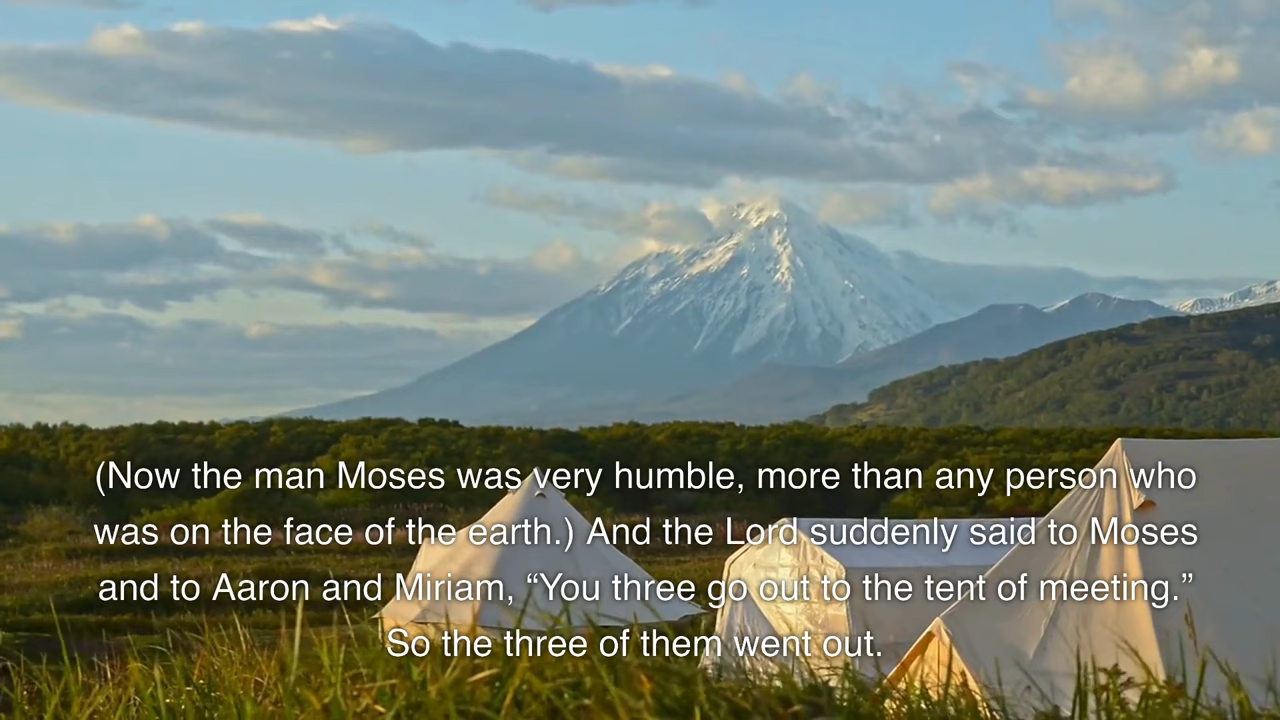 (Now the man Moses was very humble, more than any person who
was on the face of the earth.) And the Lord suddenly said to Moses
and to Aaron and Miriam, “You three go out to the tent of meeting.”
So the three of them went out.